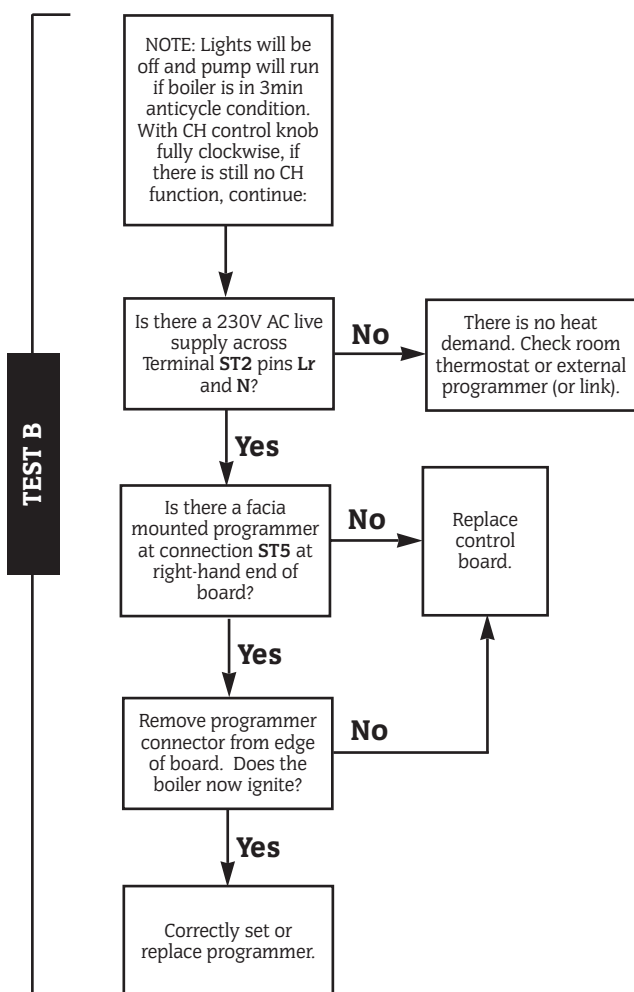 TEST B
NOTE: Lights will be
off and pump will run
if boiler is in 3min
anticycle condition.
With CH control knob
fully clockwise, if
there is still no CH
function, continue:
Is there a 230V AC live
supply across
Terminal ST2 pins Lr
and N?
No
There is no heat
demand. Check room
thermostat or external
programmer (or link).
Yes
Is there a facia
mounted programmer
at connection ST5 at
right-hand end of
board?
No
Replace
control
board.
Yes
Remove programmer
connector from edge
of board. Does the
boiler now ignite?
No
Yes
Correctly set or
replace programmer.